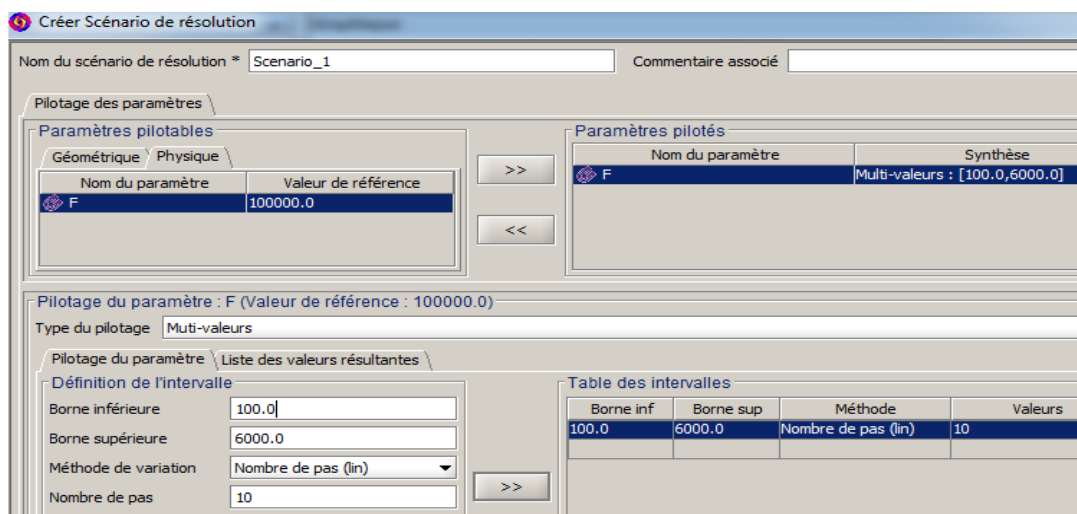 Créer Scénario de résolution
Nom du scénario de résolution * Scenario_1 Commentaire associé
Pilotage des paramètres
Paramètres pilotables
Géométrique Physique
Nom du paramètre Valeur de référence
F 100000.0
>>
<<
Paramètres pilotés
Nom du paramètre Synthèse
F Multi-valeurs : [100.0,6000.0]
Pilotage du paramètre : F (Valeur de référence : 100000.0)
Type du pilotage Muti-valeurs
Pilotage du paramètre Liste des valeurs résultantes
Définition de l'intervalle
Borne inférieure 100.0
Borne supérieure 6000.0
Méthode de variation Nombre de pas (lin)
Nombre de pas 10
>>
Table des intervalles
Borne inf Borne sup Méthode Valeurs
100.0 6000.0 Nombre de pas (lin) 10